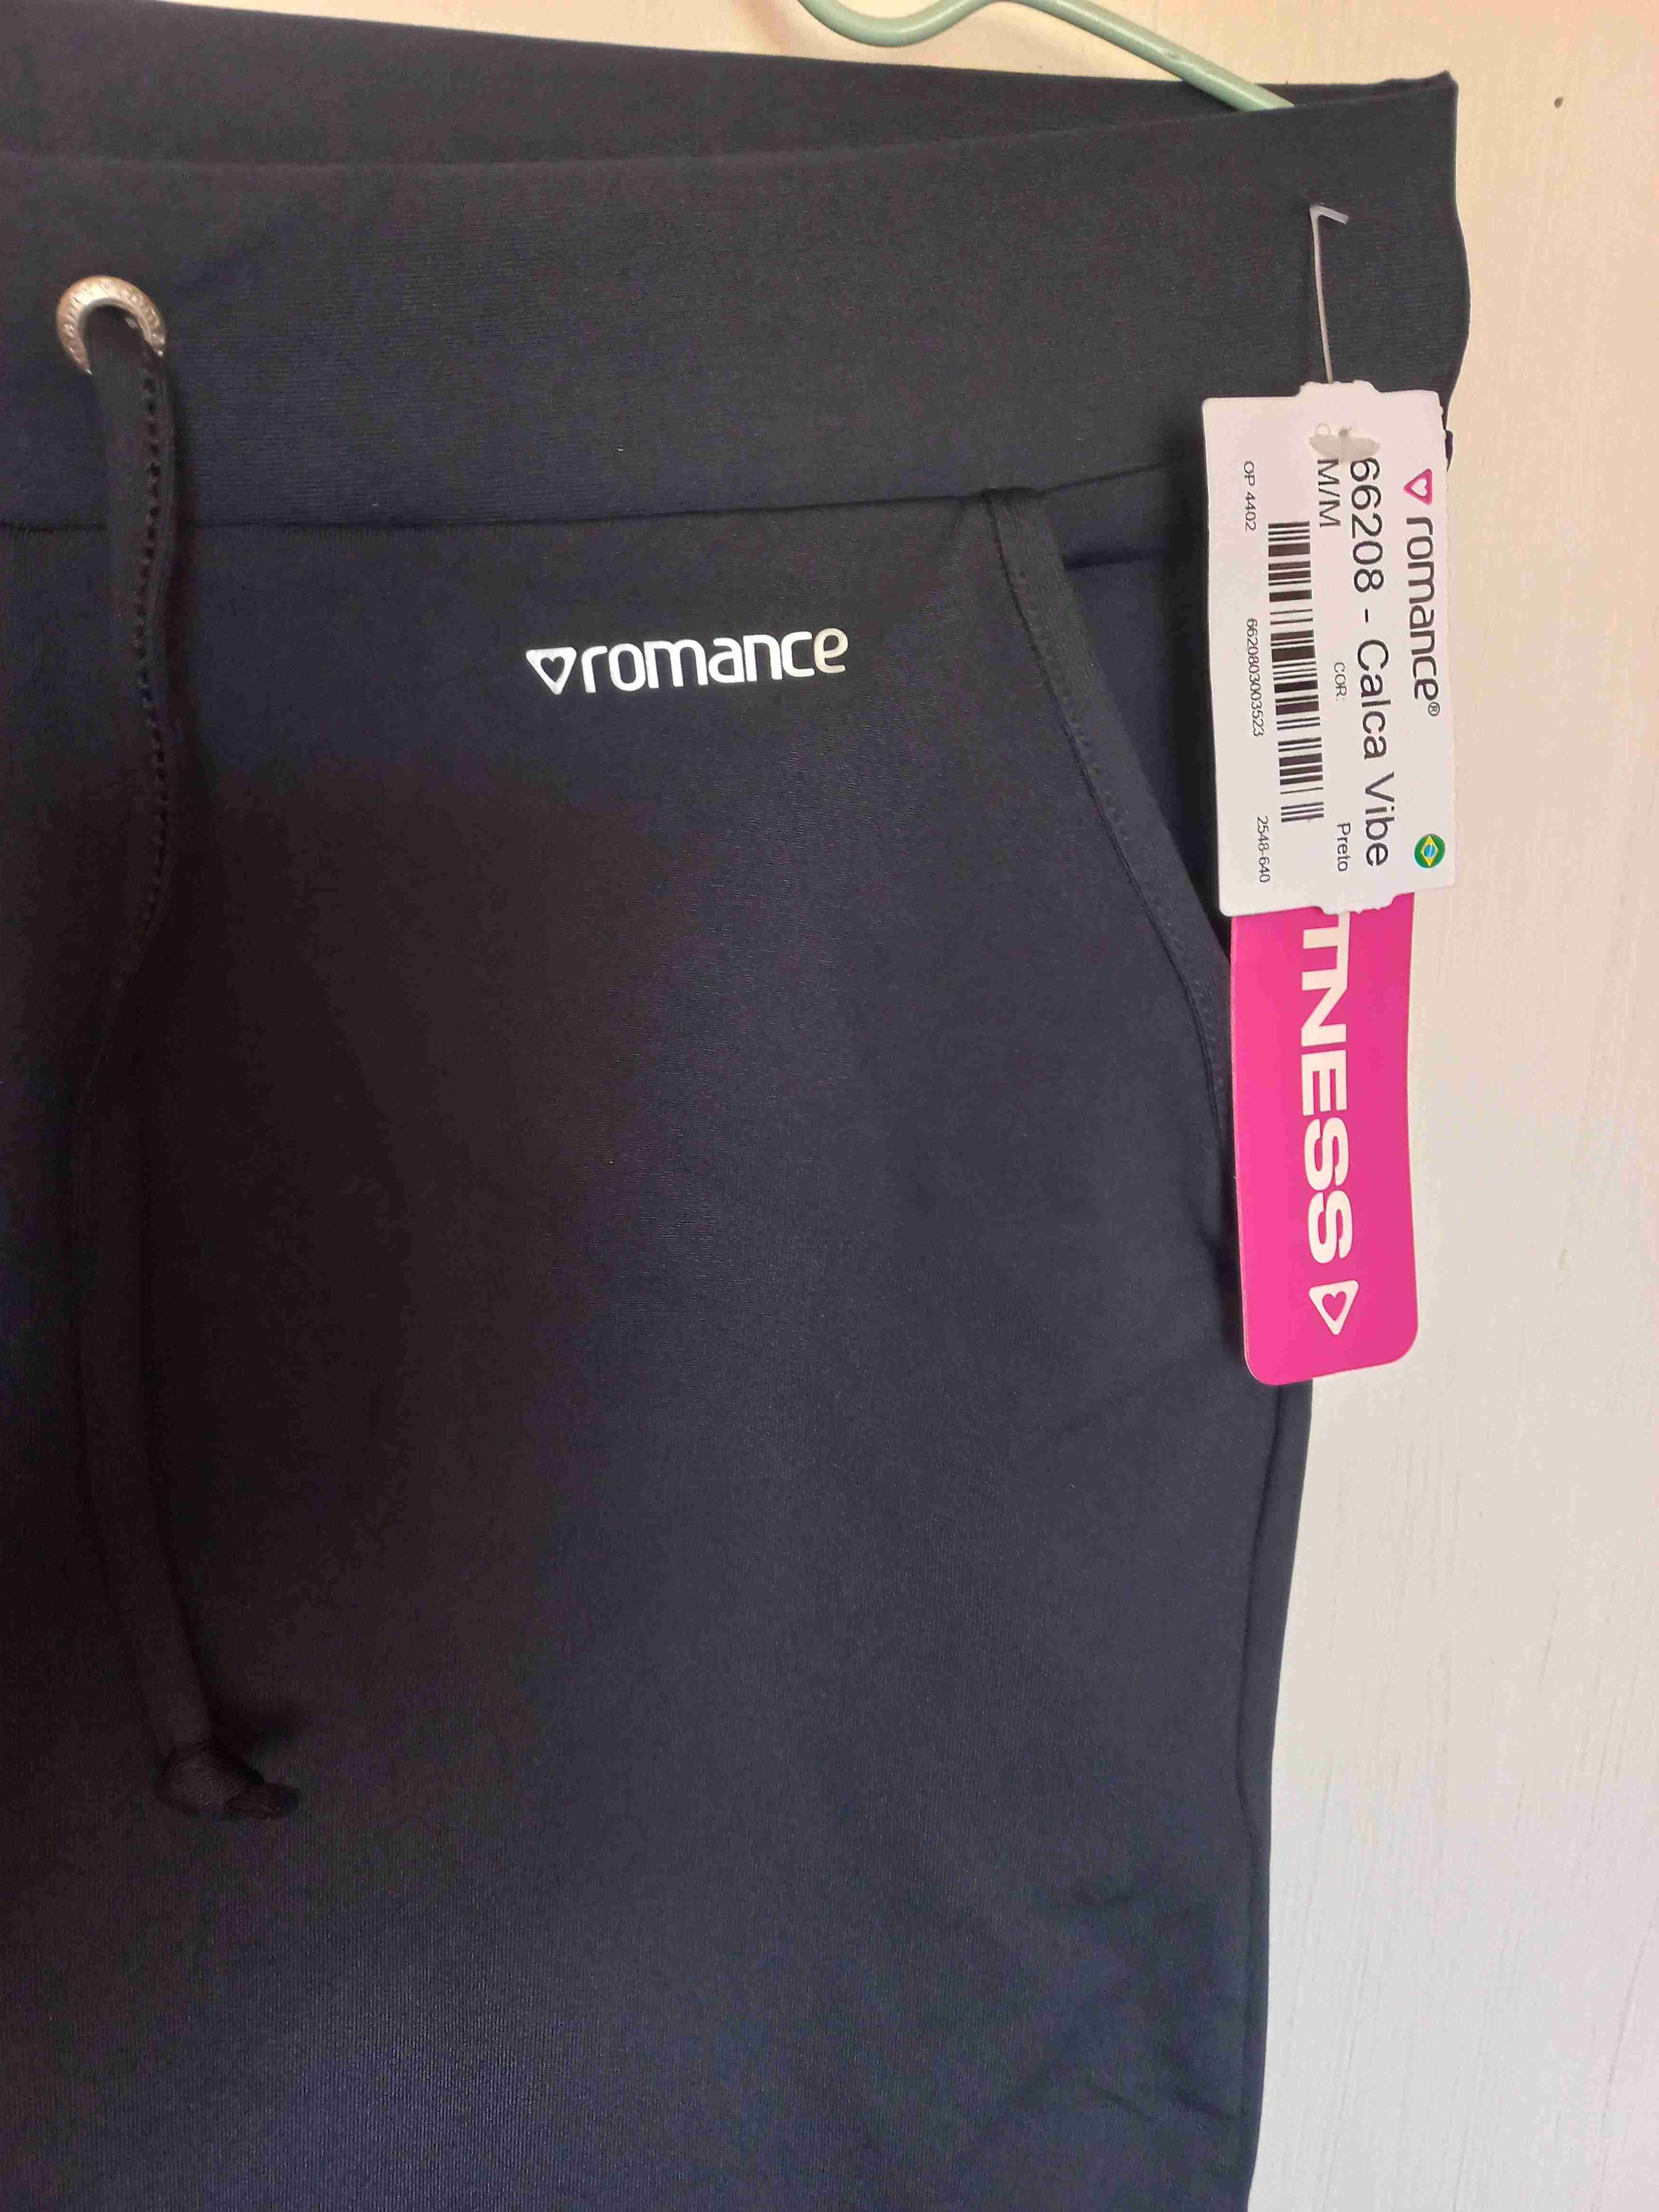 romance
romance®
66208 - Calca Vibe
M/M COR: Preto
OP 4402 6620803003523 2548-640
TNESS